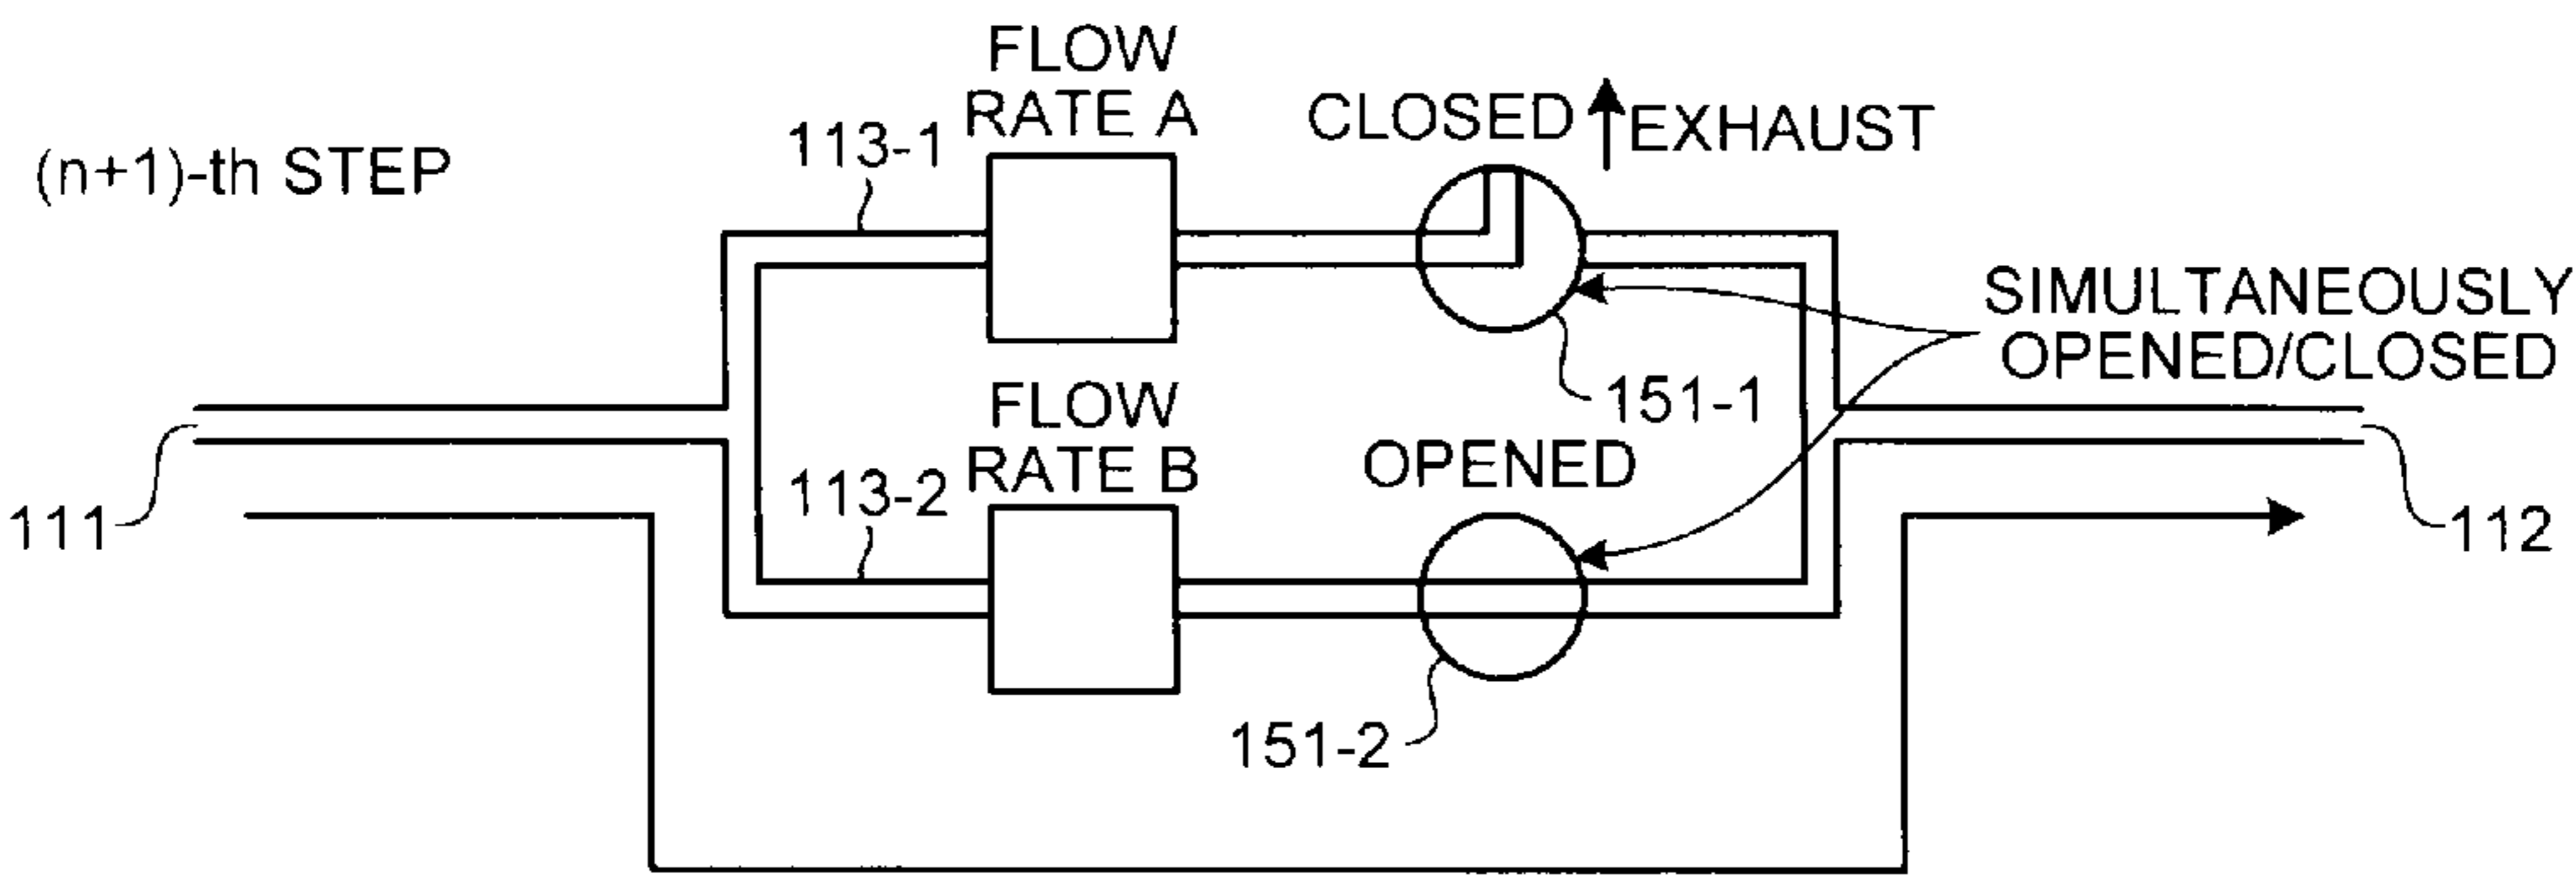 (n+1)-th STEP
113-1
FLOW
RATE A
CLOSED
EXHAUST
SIMULTANEOUSLY
OPENED/CLOSED
151-1
111
113-2
FLOW
RATE B
OPENED
151-2
112